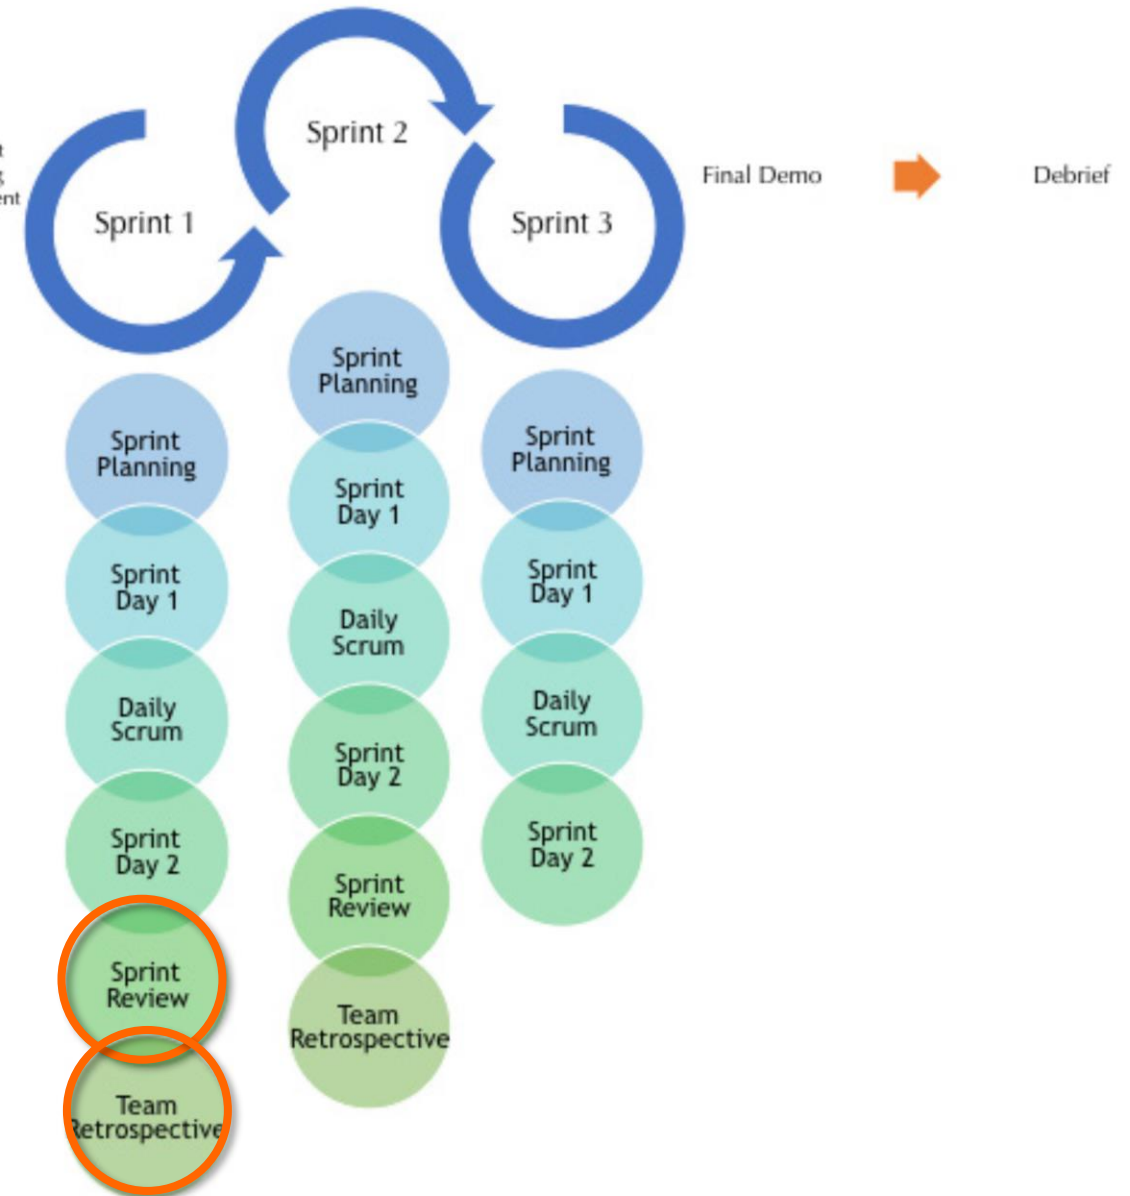 Sprint 1
Sprint 2
Sprint 3
Final Demo
Debrief
Sprint
Planning
Sprint
Day 1
Daily
Scrum
Sprint
Day 2
Sprint
Review
Team
Retrospective
Sprint
Planning
Sprint
Day 1
Daily
Scrum
Sprint
Day 2
Sprint
Review
Team
Retrospective
Sprint
Planning
Sprint
Day 1
Daily
Scrum
Sprint
Day 2